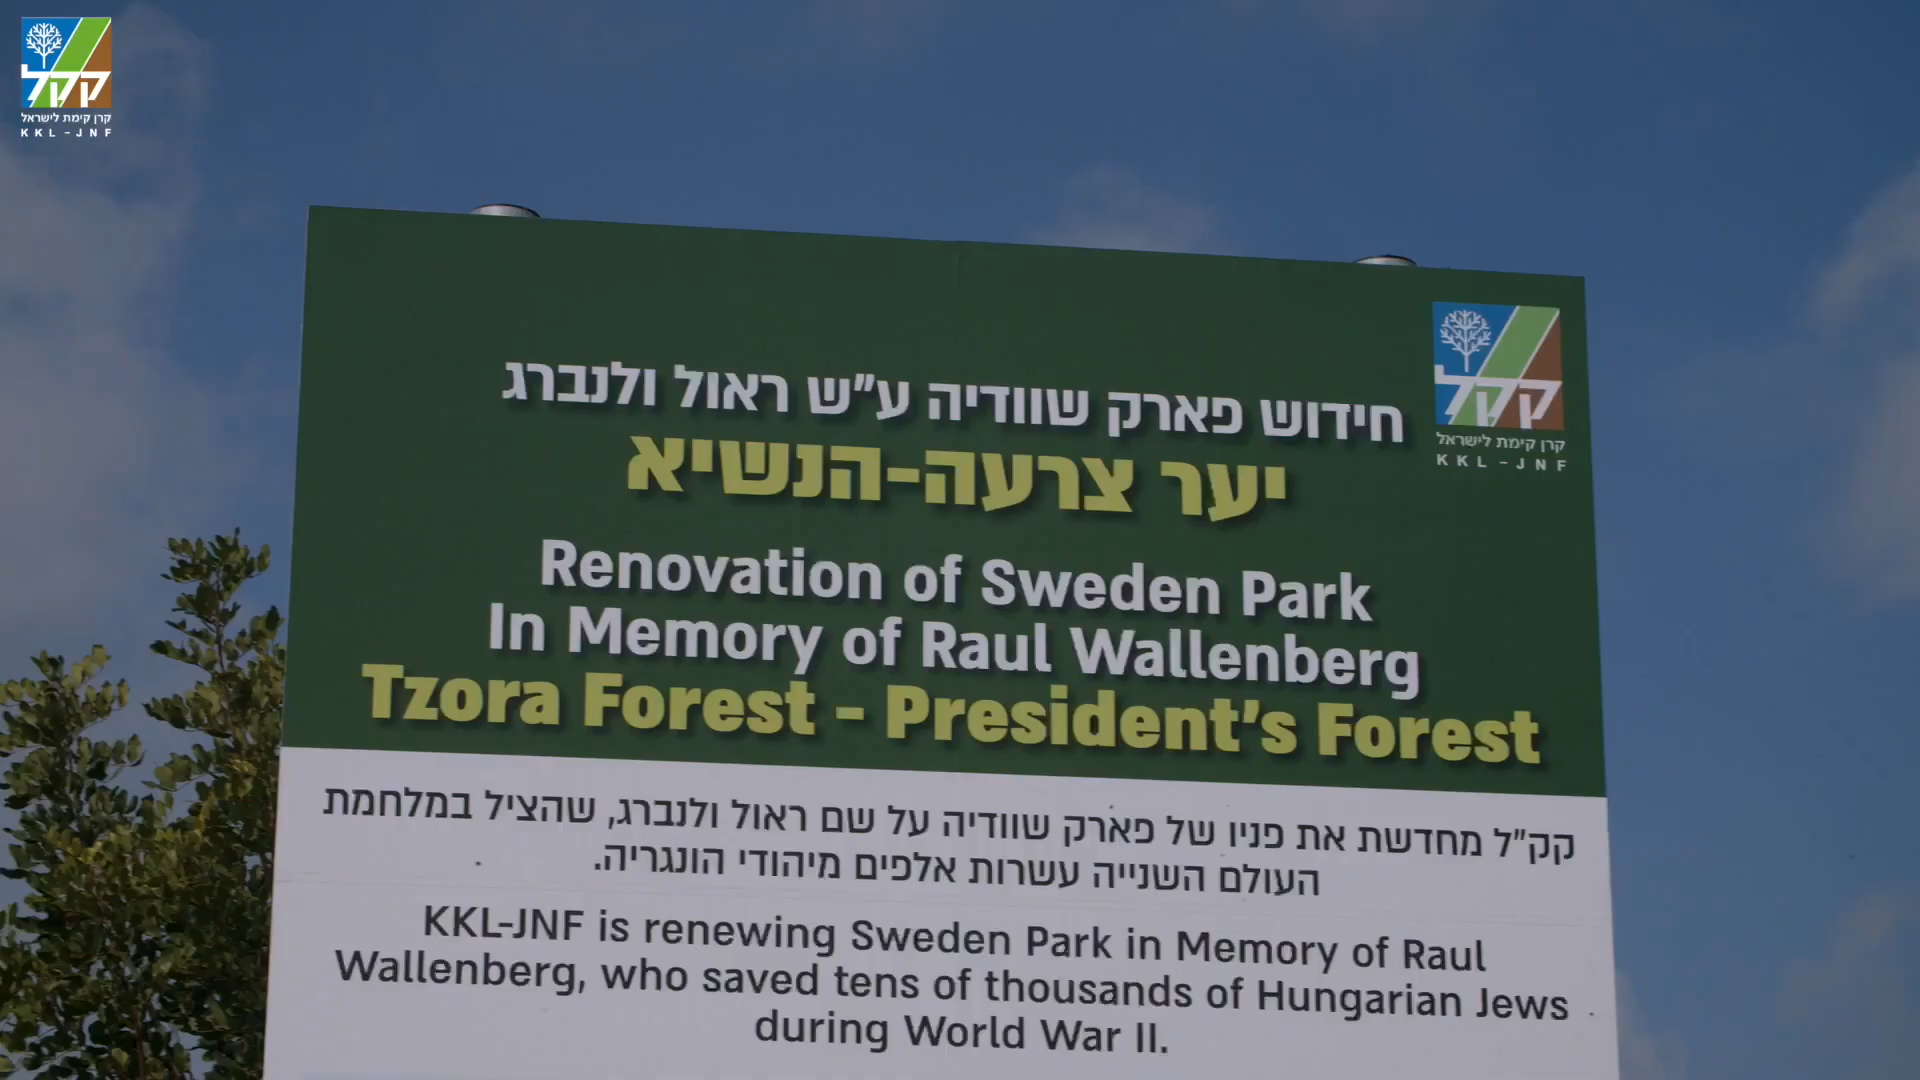 קקל
קרן קימת לישראל
KKL-JNF
קקל
קרן קימת לישראל
KKL-JNF
חידוש פארק שוודיה ע"ש ראול ולנברג
יער צרעה-הנשיא
Renovation of Sweden Park
In Memory of Raul Wallenberg
Tzora Forest - President's Forest
קק"ל מחדשת את פניו של פארק שוודיה על שם ראול ולנברג, שהציל במלחמת
העולם השנייה עשרות אלפים מיהודי הונגריה.
KKL-JNF is renewing Sweden Park in Memory of Raul
Wallenberg, who saved tens of thousands of Hungarian Jews
during World War II.